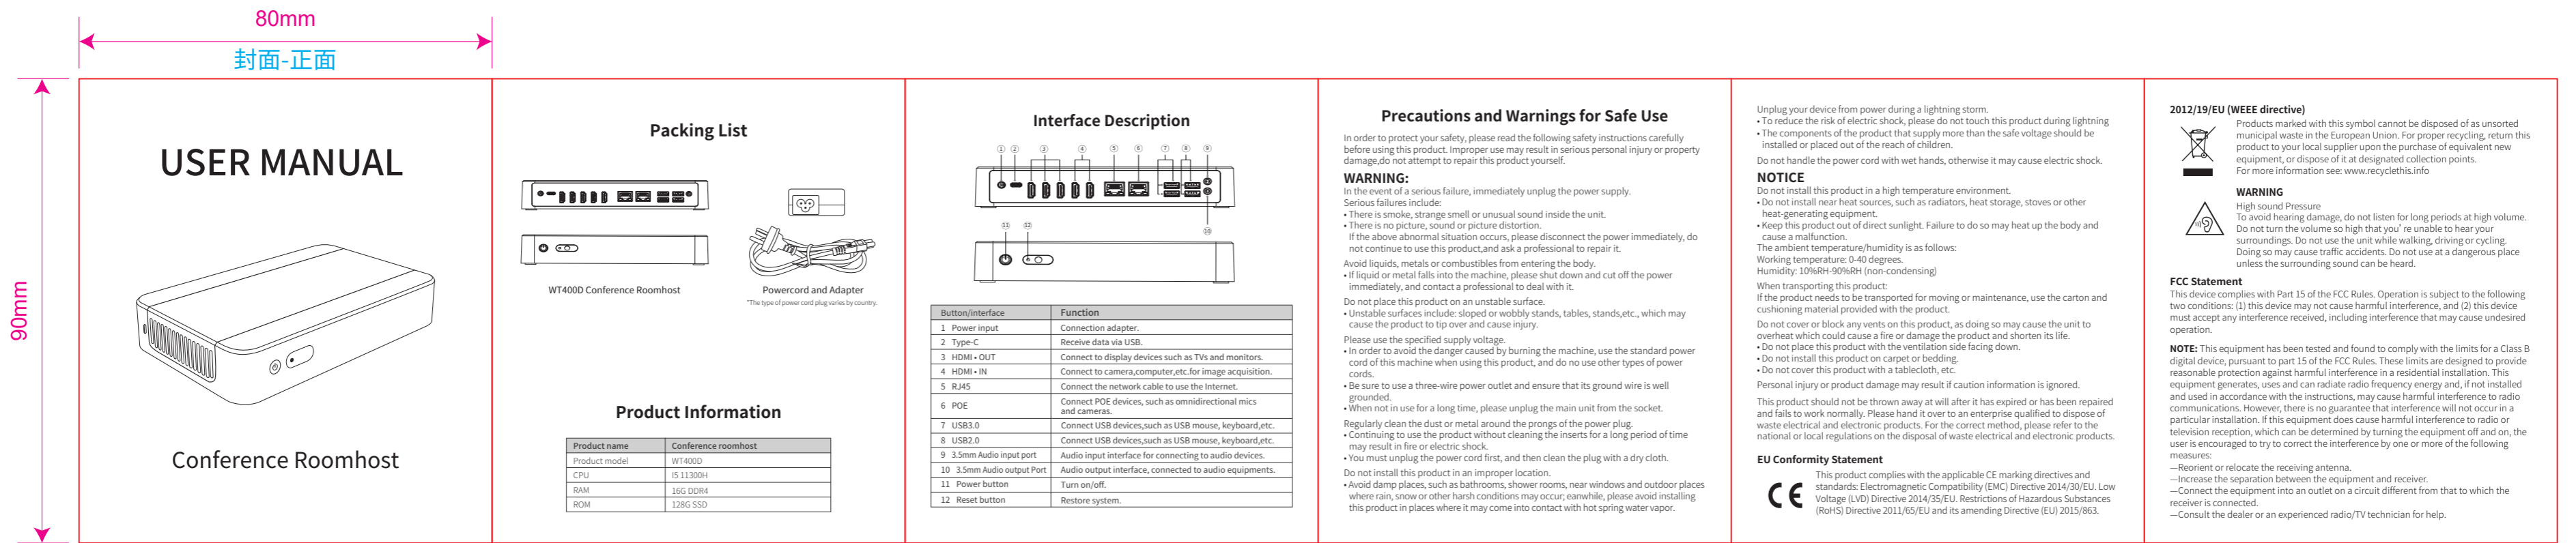 80mm
封面-正面
90mm
USER MANUAL
Conference Roomhost
Packing List
WT400D Conference Roomhost
Powercord and Adapter
*The type of power cord plug varies by country.
Product Information
Product name Conference roomhost
Product model WT400D
CPU I5 11300H
RAM 16G DDR4
ROM 128G SSD
Interface Description
① ② ③ ④ ⑤ ⑥ ⑦ ⑧ ⑨
⑩
⑪ ⑫
Button/interface Function
1 Power input Connection adapter.
2 Type-C Receive data via USB.
3 HDMI • OUT Connect to display devices such as TVs and monitors.
4 HDMI • IN Connect to camera,computer,etc.for image acquisition.
5 RJ45 Connect the network cable to use the Internet.
6 POE Connect POE devices, such as omnidirectional mics
and cameras.
7 USB3.0 Connect USB devices,such as USB mouse, keyboard,etc.
8 USB2.0 Connect USB devices,such as USB mouse, keyboard,etc.
9 3.5mm Audio input port Audio input interface for connecting to audio devices.
10 3.5mm Audio output Port Audio output interface, connected to audio equipments.
11 Power button Turn on/off.
12 Reset button Restore system.
Precautions and Warnings for Safe Use
In order to protect your safety, please read the following safety instructions carefully
before using this product. Improper use may result in serious personal injury or property
damage,do not attempt to repair this product yourself.
WARNING:
In the event of a serious failure, immediately unplug the power supply.
Serious failures include:
• There is smoke, strange smell or unusual sound inside the unit.
• There is no picture, sound or picture distortion.
If the above abnormal situation occurs, please disconnect the power immediately, do
not continue to use this product,and ask a professional to repair it.
Avoid liquids, metals or combustibles from entering the body.
• If liquid or metal falls into the machine, please shut down and cut off the power
immediately, and contact a professional to deal with it.
Do not place this product on an unstable surface.
• Unstable surfaces include: sloped or wobbly stands, tables, stands,etc., which may
cause the product to tip over and cause injury.
Please use the specified supply voltage.
• In order to avoid the danger caused by burning the machine, use the standard power
cord of this machine when using this product, and do no use other types of power
cords.
• Be sure to use a three-wire power outlet and ensure that its ground wire is well
grounded.
• When not in use for a long time, please unplug the main unit from the socket.
Regularly clean the dust or metal around the prongs of the power plug.
• Continuing to use the product without cleaning the inserts for a long period of time
may result in fire or electric shock.
• You must unplug the power cord first, and then clean the plug with a dry cloth.
Do not install this product in an improper location.
• Avoid damp places, such as bathrooms, shower rooms, near windows and outdoor places
where rain, snow or other harsh conditions may occur; eanwhile, please avoid installing
this product in places where it may come into contact with hot spring water vapor.
Unplug your device from power during a lightning storm.
• To reduce the risk of electric shock, please do not touch this product during lightning
• The components of the product that supply more than the safe voltage should be
installed or placed out of the reach of children.
Do not handle the power cord with wet hands, otherwise it may cause electric shock.
NOTICE
Do not install this product in a high temperature environment.
• Do not install near heat sources, such as radiators, heat storage, stoves or other
heat-generating equipment.
• Keep this product out of direct sunlight. Failure to do so may heat up the body and
cause a malfunction.
The ambient temperature/humidity is as follows:
Working temperature: 0-40 degrees.
Humidity: 10%RH-90%RH (non-condensing)
When transporting this product:
If the product needs to be transported for moving or maintenance, use the carton and
cushioning material provided with the product.
Do not cover or block any vents on this product, as doing so may cause the unit to
overheat which could cause a fire or damage the product and shorten its life.
• Do not place this product with the ventilation side facing down.
• Do not install this product on carpet or bedding.
• Do not cover this product with a tablecloth, etc.
Personal injury or product damage may result if caution information is ignored.
This product should not be thrown away at will after it has expired or has been repaired
and fails to work normally. Please hand it over to an enterprise qualified to dispose of
waste electrical and electronic products. For the correct method, please refer to the
national or local regulations on the disposal of waste electrical and electronic products.
EU Conformity Statement
CE
This product complies with the applicable CE marking directives and
standards: Electromagnetic Compatibility (EMC) Directive 2014/30/EU. Low
Voltage (LVD) Directive 2014/35/EU. Restrictions of Hazardous Substances
(RoHS) Directive 2011/65/EU and its amending Directive (EU) 2015/863.
2012/19/EU (WEEE directive)
Products marked with this symbol cannot be disposed of as unsorted
municipal waste in the European Union. For proper recycling, return this
product to your local supplier upon the purchase of equivalent new
equipment, or dispose of it at designated collection points.
For more information see: www.recyclethis.info
WARNING
High sound Pressure
To avoid hearing damage, do not listen for long periods at high volume.
Do not turn the volume so high that you' re unable to hear your
surroundings. Do not use the unit while walking, driving or cycling.
Doing so may cause traffic accidents. Do not use at a dangerous place
unless the surrounding sound can be heard.
FCC Statement
This device complies with Part 15 of the FCC Rules. Operation is subject to the following
two conditions: (1) this device may not cause harmful interference, and (2) this device
must accept any interference received, including interference that may cause undesired
operation.
NOTE: This equipment has been tested and found to comply with the limits for a Class B
digital device, pursuant to part 15 of the FCC Rules. These limits are designed to provide
reasonable protection against harmful interference in a residential installation. This
equipment generates, uses and can radiate radio frequency energy and, if not installed
and used in accordance with the instructions, may cause harmful interference to radio
communications. However, there is no guarantee that interference will not occur in a
particular installation. If this equipment does cause harmful interference to radio or
television reception, which can be determined by turning the equipment off and on, the
user is encouraged to try to correct the interference by one or more of the following
measures:
—Reorient or relocate the receiving antenna.
—Increase the separation between the equipment and receiver.
—Connect the equipment into an outlet on a circuit different from that to which the
receiver is connected.
—Consult the dealer or an experienced radio/TV technician for help.